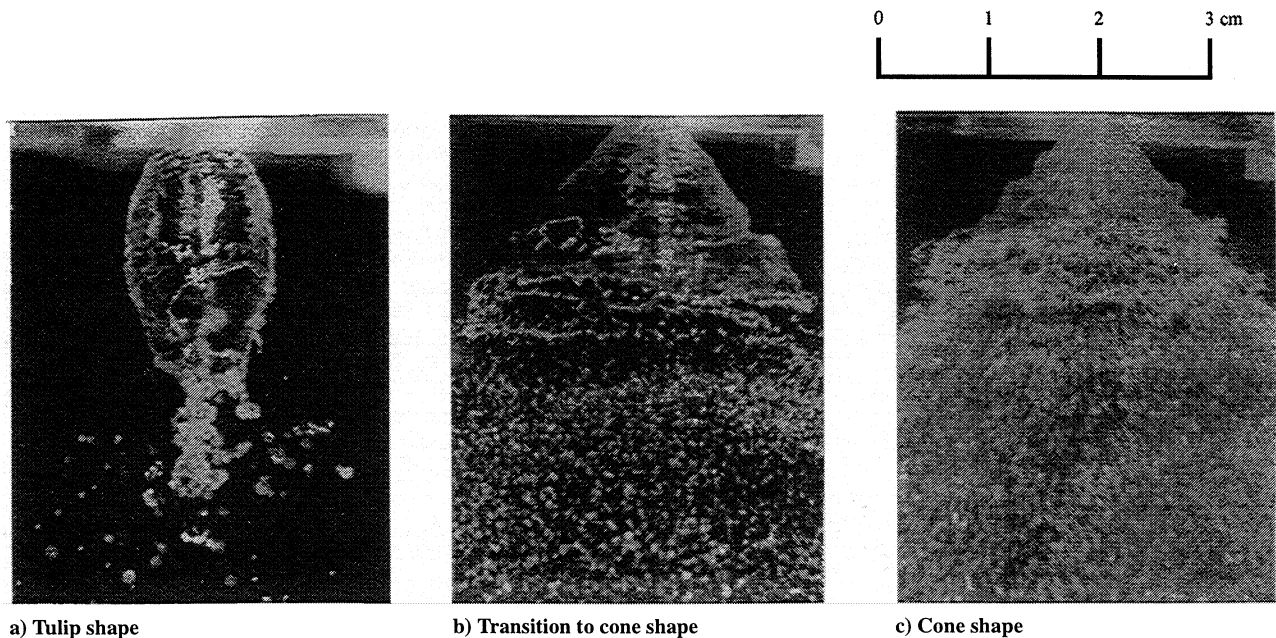 0 1 2 3 cm
a) Tulip shape
b) Transition to cone shape
c) Cone shape